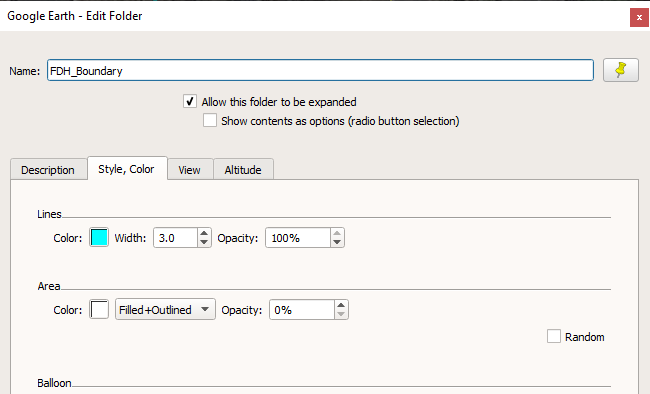 Google Earth - Edit Folder
x
Name: FDH_Boundary
Allow this folder to be expanded
Show contents as options (radio button selection)
Description Style, Color View Altitude
Lines
Color: Width: 3.0 Opacity: 100%
Area
Color: Filled+Outlined Opacity: 0%
Random
Balloon